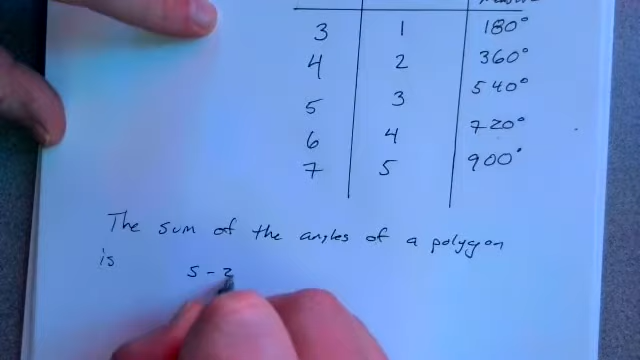 3 1 180°
4 2 360°
5 3 540°
6 4 720°
7 5 900°
The sum of the angles of a polygon
is
s - 2